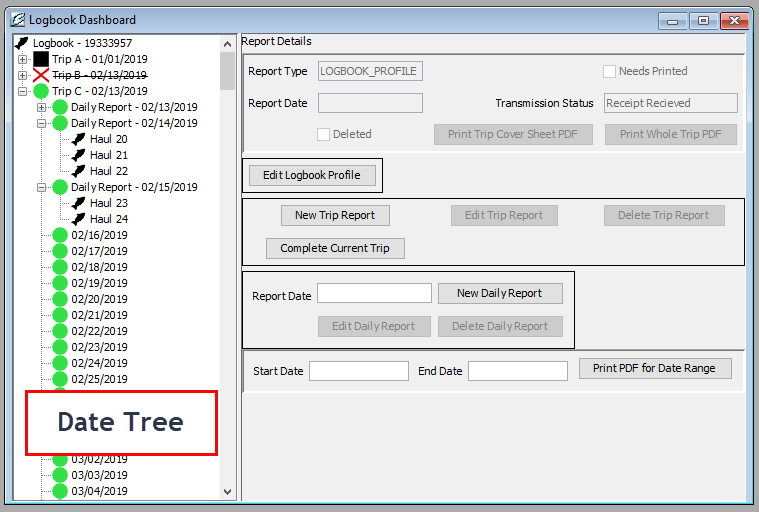 Logbook Dashboard
Logbook - 19333957
Trip A - 01/01/2019
Trip B - 02/13/2019
Trip C - 02/13/2019
Daily Report - 02/13/2019
Daily Report - 02/14/2019
Haul 20
Haul 21
Haul 22
Daily Report - 02/15/2019
Haul 23
Haul 24
02/16/2019
02/17/2019
02/18/2019
02/19/2019
02/20/2019
02/21/2019
02/22/2019
02/23/2019
02/24/2019
02/25/2019
Date Tree
03/02/2019
03/03/2019
03/04/2019
Report Details
Report Type LOGBOOK_PROFILE Needs Printed
Report Date Transmission Status Receipt Recieved
Deleted Print Trip Cover Sheet PDF Print Whole Trip PDF
Edit Logbook Profile
New Trip Report Edit Trip Report Delete Trip Report
Complete Current Trip
Report Date New Daily Report
Edit Daily Report Delete Daily Report
Start Date End Date Print PDF for Date Range